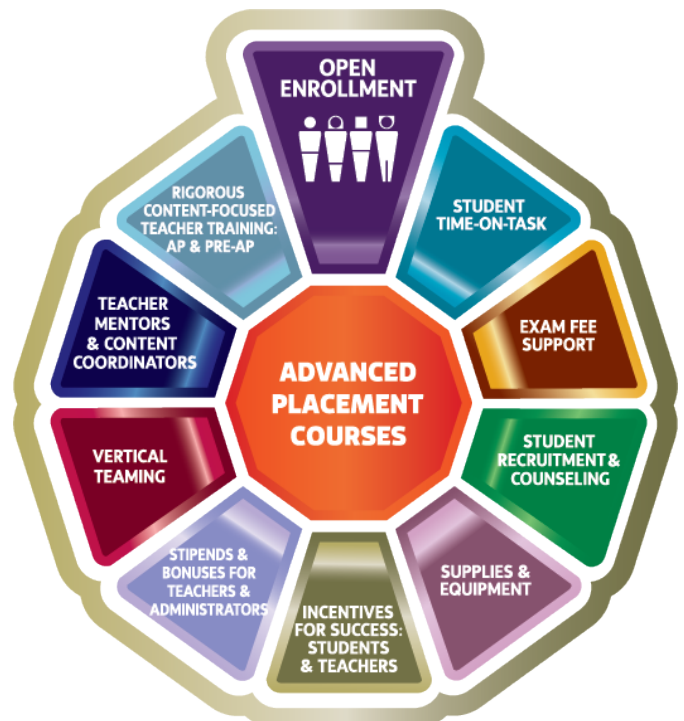 OPEN
ENROLLMENT
STUDENT
TIME-ON-TASK
EXAM FEE
SUPPORT
STUDENT
RECRUITMENT &
COUNSELING
SUPPLIES &
EQUIPMENT
INCENTIVES
FOR SUCCESS:
STUDENTS
& TEACHERS
STIPENDS &
BONUSES FOR
TEACHERS &
ADMINISTRATORS
VERTICAL
TEAMING
TEACHER
MENTORS
& CONTENT
COORDINATORS
RIGOROUS
CONTENT-FOCUSED
TEACHER TRAINING:
AP & PRE-AP
ADVANCED
PLACEMENT
COURSES